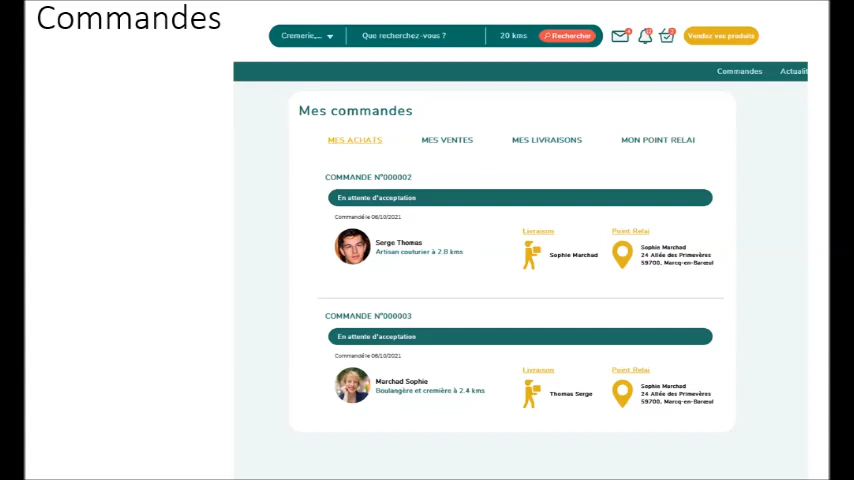 Commandes
Cremerie,... Que recherchez-vous ? 20 kms Rechercher Vendez vos produits
Commandes Actualit
Mes commandes
MES ACHATS MES VENTES MES LIVRAISONS MON POINT RELAI
COMMANDE N°000002
En attente d'acceptation
Commandé le 06/10/2021
Serge Thomas
Artisan couturier à 2.8 kms
Livraison
Sophie Marchad
Point Relai
Sophie Marchad
24 Allée des Primevères
59700, Marcq-en-Barœul
COMMANDE N°000003
En attente d'acceptation
Commandé le 06/10/2021
Marchad Sophie
Boulangère et cremière à 2.4 kms
Livraison
Thomas Serge
Point Relai
Sophie Marchad
24 Allée des Primevères
59700, Marcq-en-Barœul